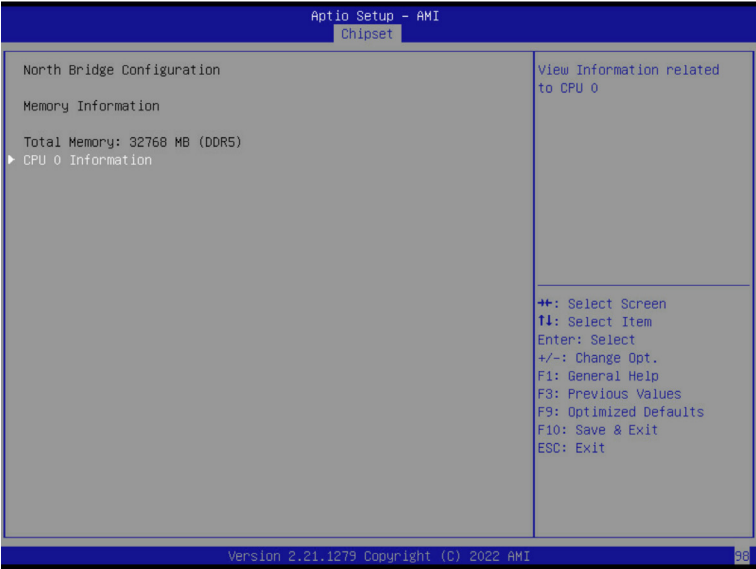 Aptio Setup – AMI
Chipset
North Bridge Configuration
Memory Information
Total Memory: 32768 MB (DDR5)
CPU 0 Information
View Information related
to CPU 0
→←: Select Screen
↑↓: Select Item
Enter: Select
+/-: Change Opt.
F1: General Help
F3: Previous Values
F9: Optimized Defaults
F10: Save & Exit
ESC: Exit
Version 2.21.1279 Copyright (C) 2022 AMI
98